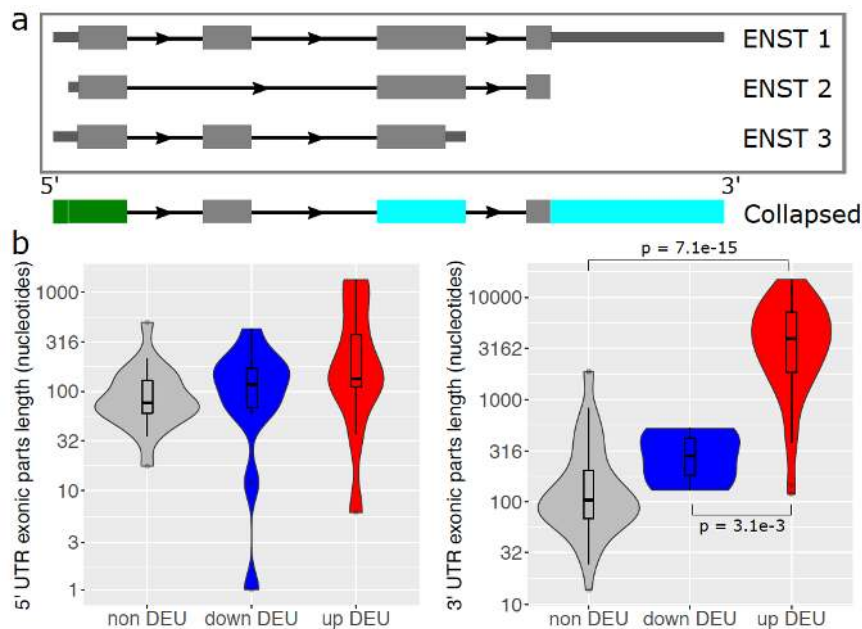 a
ENST 1
ENST 2
ENST 3
5'
3'
Collapsed
b
5' UTR exonic parts length (nucleotides)
1000
316
100
32
10
3
1
non DEU
down DEU
up DEU
p = 7.1e-15
3' UTR exonic parts length (nucleotides)
10000
3162
1000
316
100
32
10
p = 3.1e-3
non DEU
down DEU
up DEU